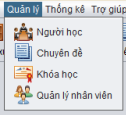 Quản lý Thống kê Trợ giúp
Người học
Chuyên đề
Khóa học
Quản lý nhân viên